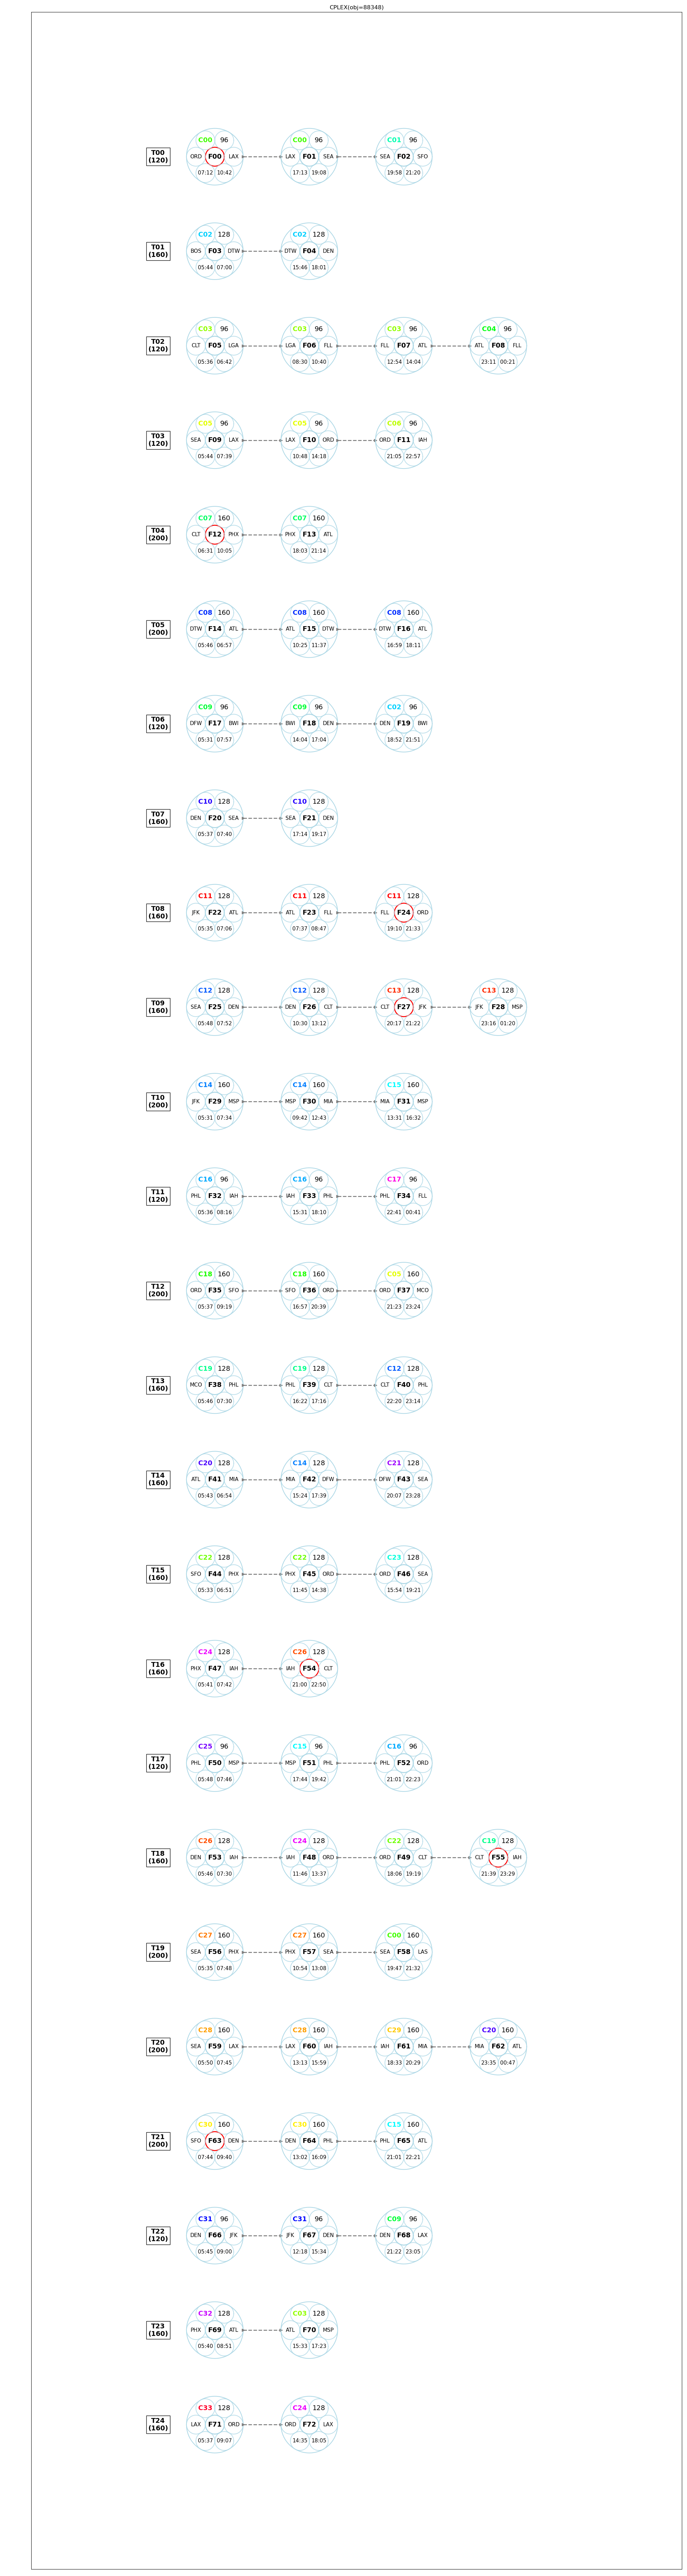 CPLEX(obj=88348)
T00 (120)
C00 96 C00 96 C01 96
ORD F00 LAX LAX F01 SEA SEA F02 SFO
07:12 10:42 17:13 19:08 19:58 21:20
T01 (160)
C02 128 C02 128
BOS F03 DTW DTW F04 DEN
05:44 07:00 15:46 18:01
T02 (120)
C03 96 C03 96 C03 96 C04 96
CLT F05 LGA LGA F06 FLL FLL F07 ATL ATL F08 FLL
05:36 06:42 08:30 10:40 12:54 14:04 23:11 00:21
T03 (120)
C05 96 C05 96 C06 96
SEA F09 LAX LAX F10 ORD ORD F11 IAH
05:44 07:39 10:48 14:18 21:05 22:57
T04 (200)
C07 160 C07 160
CLT F12 PHX PHX F13 ATL
06:31 10:05 18:03 21:14
T05 (200)
C08 160 C08 160 C08 160
DTW F14 ATL ATL F15 DTW DTW F16 ATL
05:46 06:57 10:25 11:37 16:59 18:11
T06 (120)
C09 96 C09 96 C02 96
DFW F17 BWI BWI F18 DEN DEN F19 BWI
05:31 07:57 14:04 17:04 18:52 21:51
T07 (160)
C10 128 C10 128
DEN F20 SEA SEA F21 DEN
05:37 07:40 17:14 19:17
T08 (160)
C11 128 C11 128 C11 128
JFK F22 ATL ATL F23 FLL FLL F24 ORD
05:35 07:06 07:37 08:47 19:10 21:33
T09 (160)
C12 128 C12 128 C13 128 C13 128
SEA F25 DEN DEN F26 CLT CLT F27 JFK JFK F28 MSP
05:48 07:52 10:30 13:12 20:17 21:22 23:16 01:20
T10 (200)
C14 160 C14 160 C15 160
JFK F29 MSP MSP F30 MIA MIA F31 MSP
05:31 07:34 09:42 12:43 13:31 16:32
T11 (120)
C16 96 C16 96 C17 96
PHL F32 IAH IAH F33 PHL PHL F34 FLL
05:36 08:16 15:31 18:10 22:41 00:41
T12 (200)
C18 160 C18 160 C05 160
ORD F35 SFO SFO F36 ORD ORD F37 MCO
05:37 09:19 16:57 20:39 21:23 23:24
T13 (160)
C19 128 C19 128 C12 128
MCO F38 PHL PHL F39 CLT CLT F40 PHL
05:46 07:30 16:22 17:16 22:20 23:14
T14 (160)
C20 128 C14 128 C21 128
ATL F41 MIA MIA F42 DFW DFW F43 SEA
05:43 06:54 15:24 17:39 20:07 23:28
T15 (160)
C22 128 C22 128 C23 128
SFO F44 PHX PHX F45 ORD ORD F46 SEA
05:33 06:51 11:45 14:38 15:54 19:21
T16 (160)
C24 128 C26 128
PHX F47 IAH IAH F54 CLT
05:41 07:42 21:00 22:50
T17 (120)
C25 96 C15 96 C16 96
PHL F50 MSP MSP F51 PHL PHL F52 ORD
05:48 07:46 17:44 19:42 21:01 22:23
T18 (160)
C26 128 C24 128 C22 128 C19 128
DEN F53 IAH IAH F48 ORD ORD F49 CLT CLT F55 IAH
05:46 07:30 11:46 13:37 18:06 19:19 21:39 23:29
T19 (200)
C27 160 C27 160 C00 160
SEA F56 PHX PHX F57 SEA SEA F58 LAS
05:35 07:48 10:54 13:08 19:47 21:32
T20 (200)
C28 160 C28 160 C29 160 C20 160
SEA F59 LAX LAX F60 IAH IAH F61 MIA MIA F62 ATL
05:50 07:45 13:13 15:59 18:33 20:29 23:35 00:47
T21 (200)
C30 160 C30 160 C15 160
SFO F63 DEN DEN F64 PHL PHL F65 ATL
07:44 09:40 13:02 16:09 21:01 22:21
T22 (120)
C31 96 C31 96 C09 96
DEN F66 JFK JFK F67 DEN DEN F68 LAX
05:45 09:00 12:18 15:34 21:22 23:05
T23 (160)
C32 128 C03 128
PHX F69 ATL ATL F70 MSP
05:40 08:51 15:33 17:23
T24 (160)
C33 128 C24 128
LAX F71 ORD ORD F72 LAX
05:37 09:07 14:35 18:05